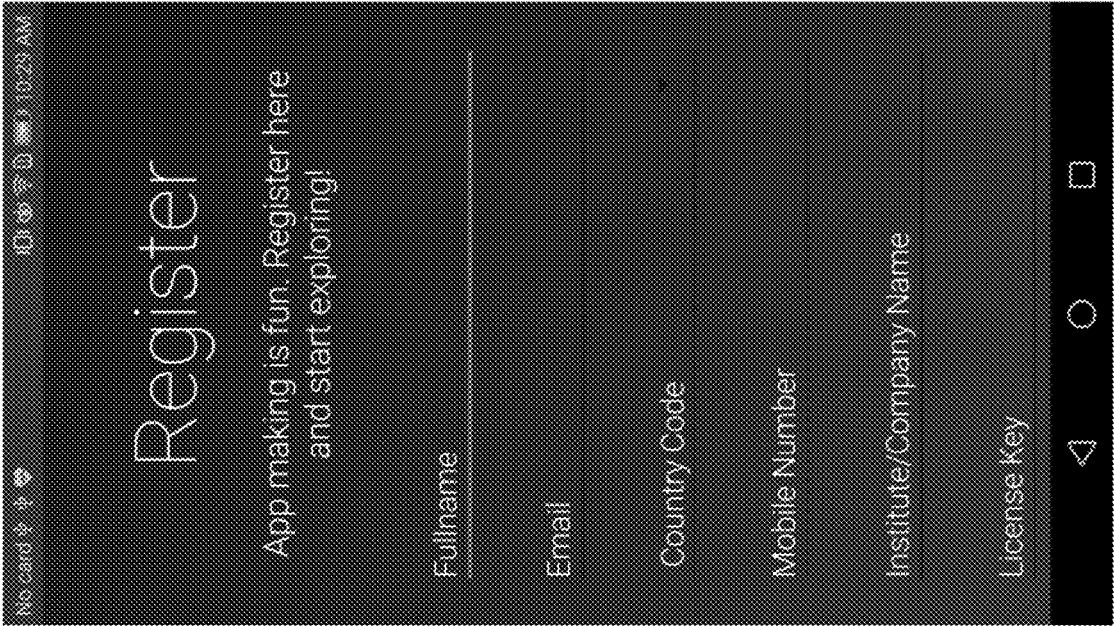 No card
10:29 AM
Register
App making is fun. Register here
and start exploring!
Fullname
Email
Country Code
Mobile Number
Institute/Company Name
License Key